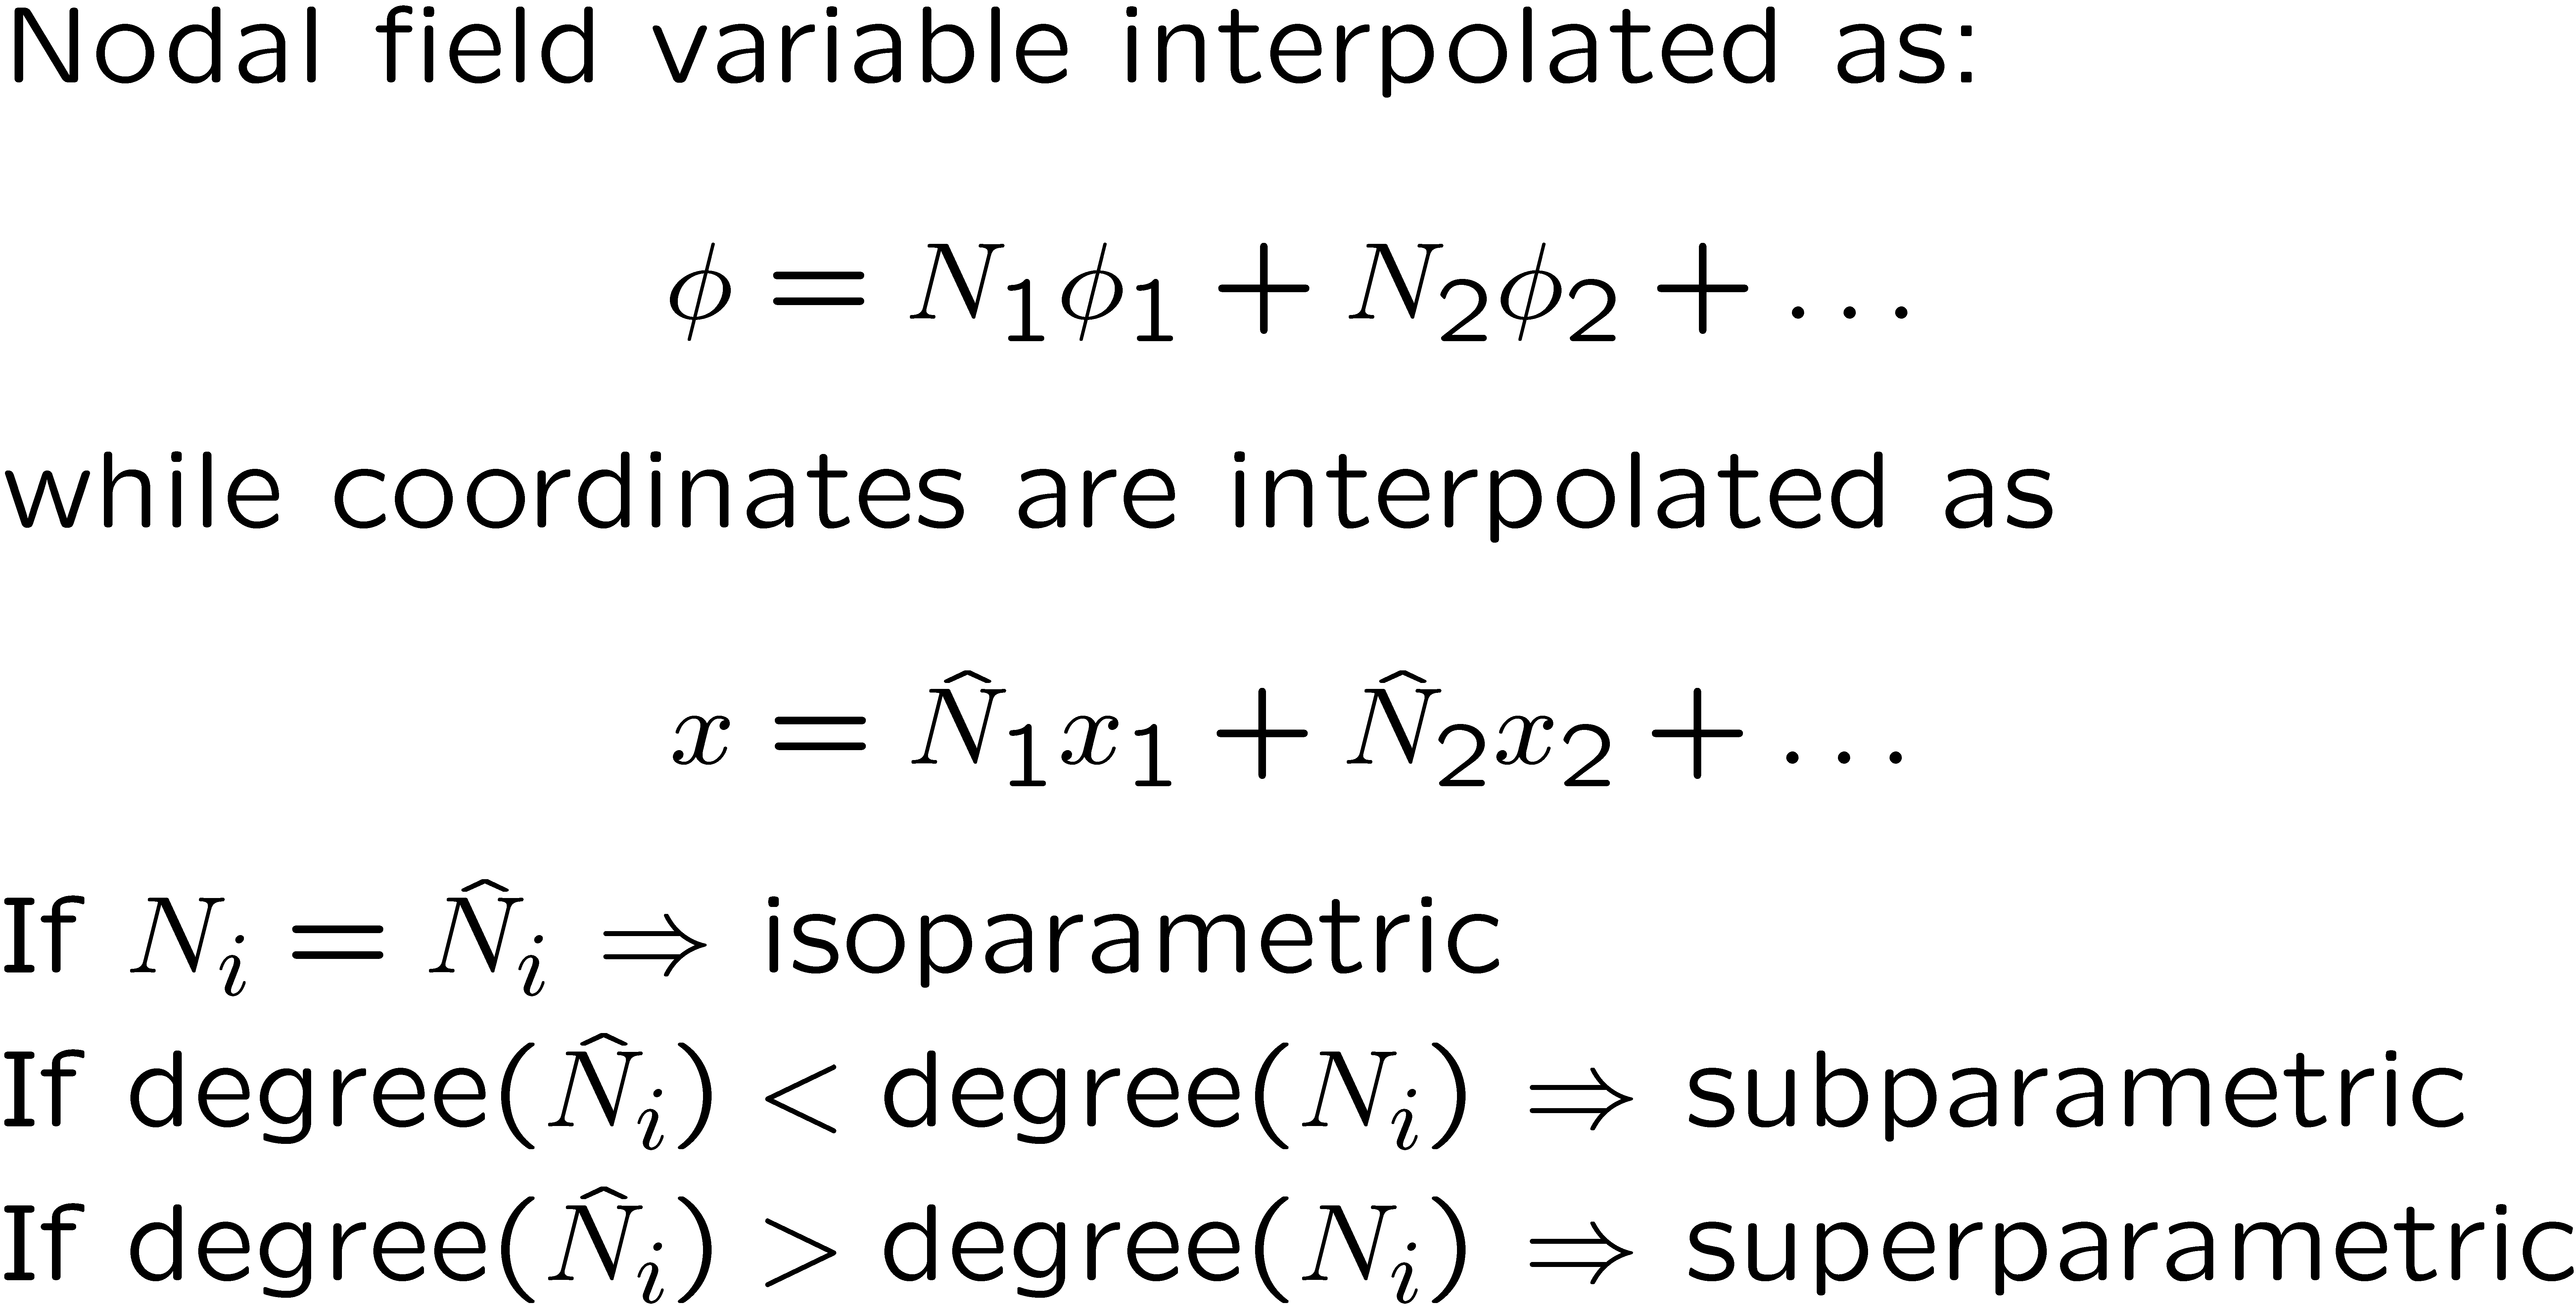 Nodal field variable interpolated as:
ϕ = N₁ϕ₁ + N₂ϕ₂ + …
while coordinates are interpolated as
x = N̂₁x₁ + N̂₂x₂ + …
If Nᵢ = N̂ᵢ ⇒ isoparametric
If degree(N̂ᵢ) < degree(Nᵢ) ⇒ subparametric
If degree(N̂ᵢ) > degree(Nᵢ) ⇒ superparametric